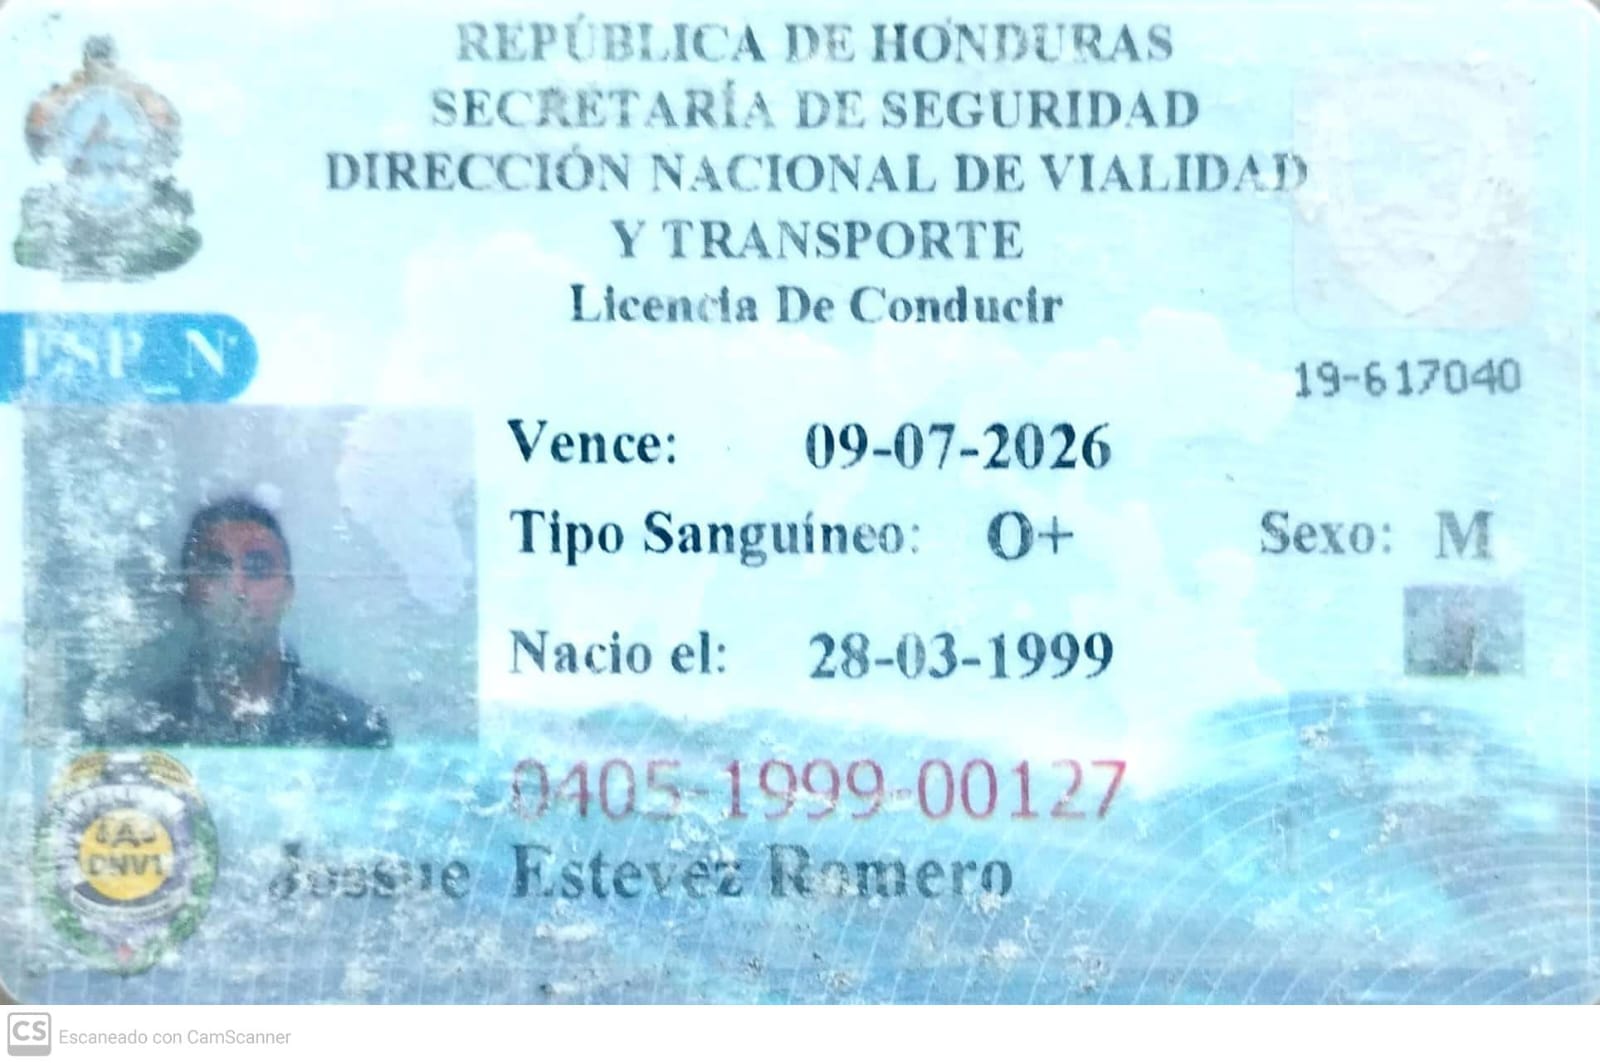 REPÚBLICA DE HONDURAS
SECRETARÍA DE SEGURIDAD
DIRECCIÓN NACIONAL DE VIALIDAD
Y TRANSPORTE
Licencia De Conducir
ESP_N
19-617040
Vence: 09-07-2026
Tipo Sanguíneo: O+ Sexo: M
Nacio el: 28-03-1999
0405-1999-00127
DNVT
Jossue Estevez Romero
CS Escaneado con CamScanner